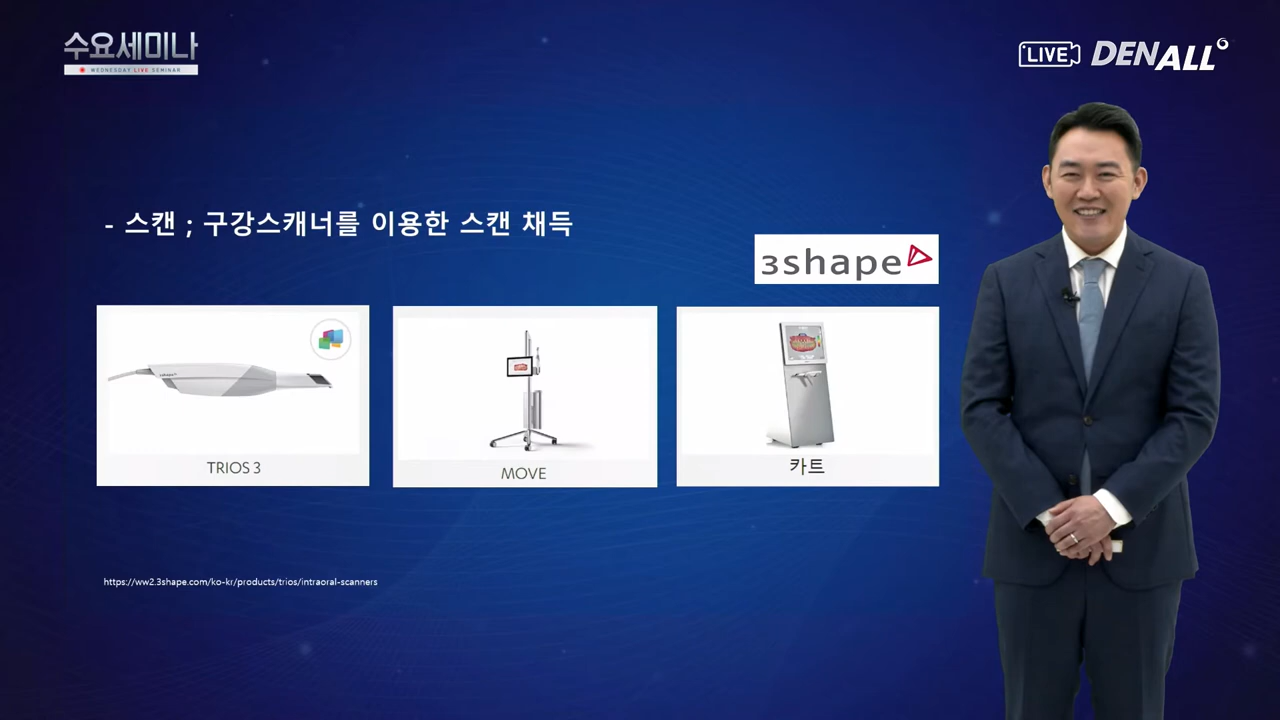 수요세미나
WEDNESDAY LIVE SEMINAR
LIVE DENALL
- 스캔 ; 구강스캐너를 이용한 스캔 채득
3shape
3shape
TRIOS 3
MOVE
카트
https://ww2.3shape.com/ko-kr/products/trios/intraoral-scanners